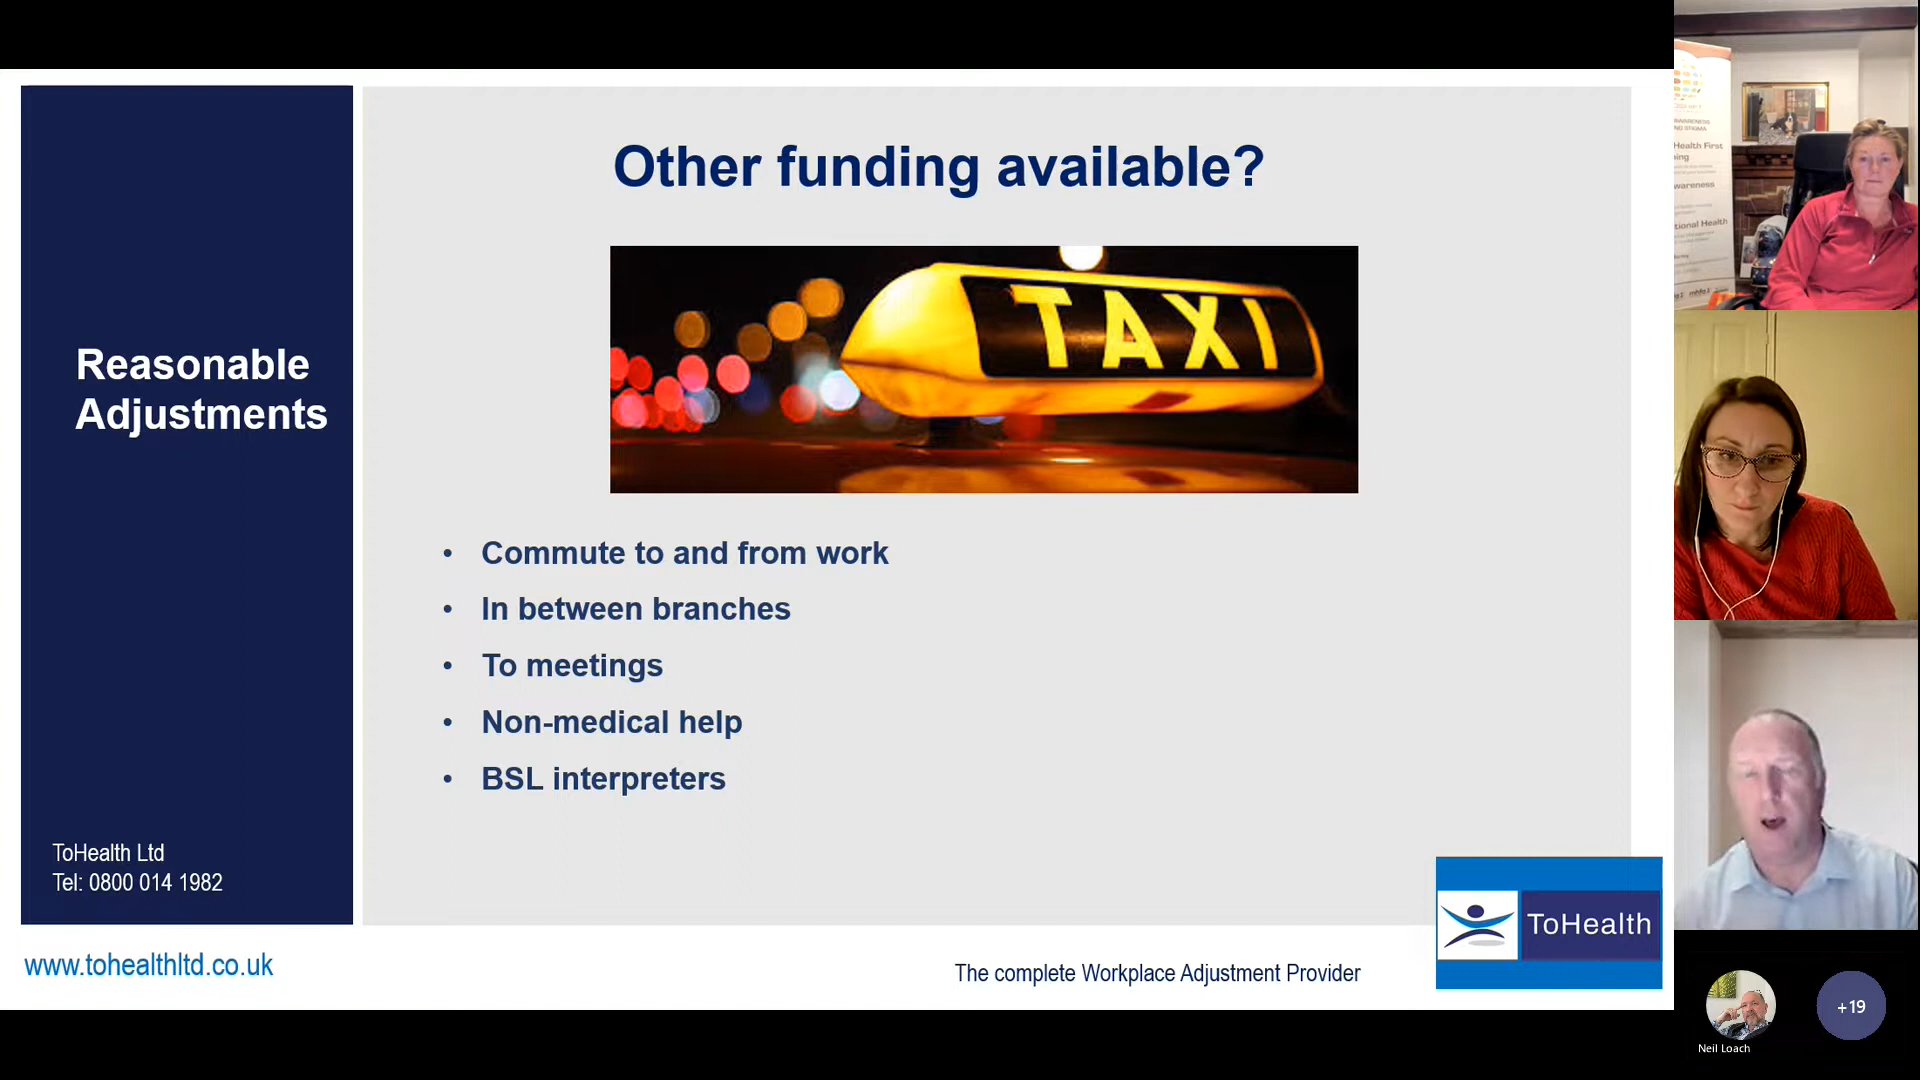 Other funding available?
TAXI
Reasonable
Adjustments
• Commute to and from work
• In between branches
• To meetings
• Non-medical help
• BSL interpreters
ToHealth Ltd
Tel: 0800 014 1982
ToHealth
www.tohealthltd.co.uk
The complete Workplace Adjustment Provider
Health First
+19
Neil Loach